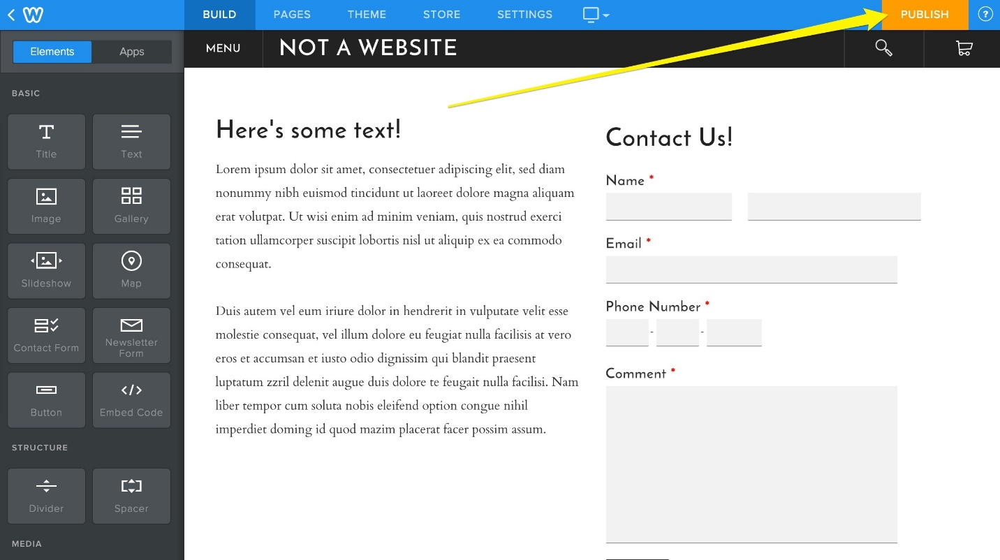 BUILD PAGES THEME STORE SETTINGS PUBLISH ?
Elements Apps
BASIC
Title Text
Image Gallery
Slideshow Map
Contact Form Newsletter
Form
Button Embed Code
STRUCTURE
Divider Spacer
MEDIA
MENU NOT A WEBSITE
Here's some text!
Lorem ipsum dolor sit amet, consectetuer adipiscing elit, sed diam
nonummy nibh euismod tincidunt ut laoreet dolore magna aliquam
erat volutpat. Ut wisi enim ad minim veniam, quis nostrud exerci
tation ullamcorper suscipit lobortis nisl ut aliquip ex ea commodo
consequat.
Duis autem vel eum iriure dolor in hendrerit in vulputate velit esse
molestie consequat, vel illum dolore eu feugiat nulla facilisis at vero
eros et accumsan et iusto odio dignissim qui blandit praesent
luptatum zzril delenit augue duis dolore te feugait nulla facilisi. Nam
liber tempor cum soluta nobis eleifend option congue nihil
imperdiet doming id quod mazim placerat facer possim assum.
Contact Us!
Name *
Email *
Phone Number *
- -
Comment *